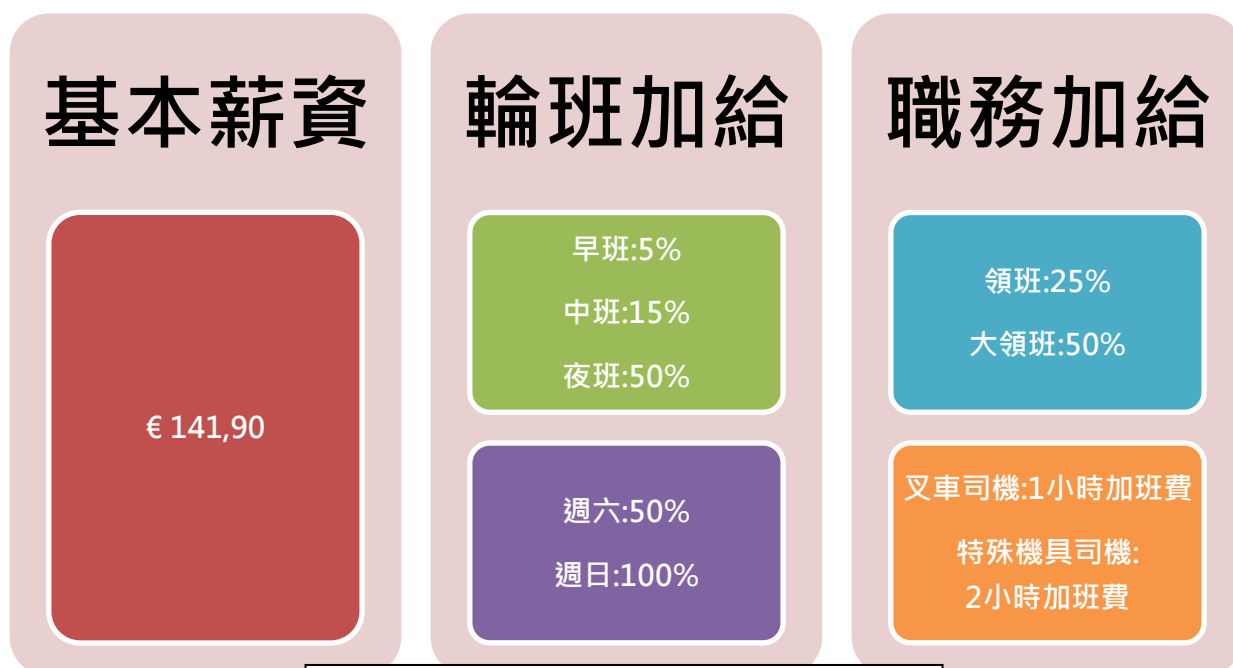 基本薪資
€ 141,90
輪班加給
早班:5%
中班:15%
夜班:50%
週六:50%
週日:100%
職務加給
領班:25%
大領班:50%
叉車司機:1小時加班費
特殊機具司機:
2小時加班費